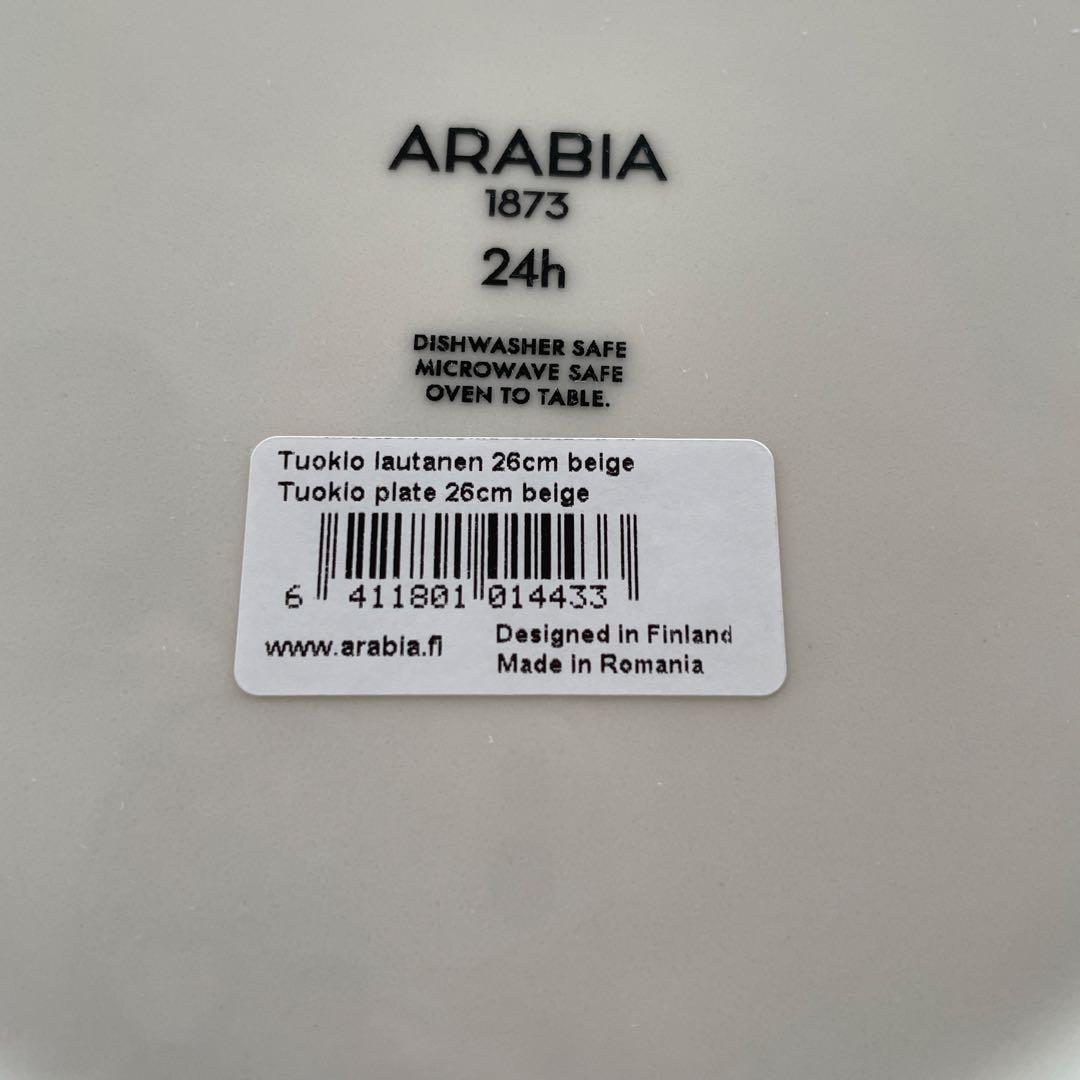 ARABIA
1873
24h
DISHWASHER SAFE
MICROWAVE SAFE
OVEN TO TABLE.
Tuokio lautanen 26cm beige
Tuokio plate 26cm beige
6 411801 014433
www.arabia.fi
Designed in Finland
Made in Romania